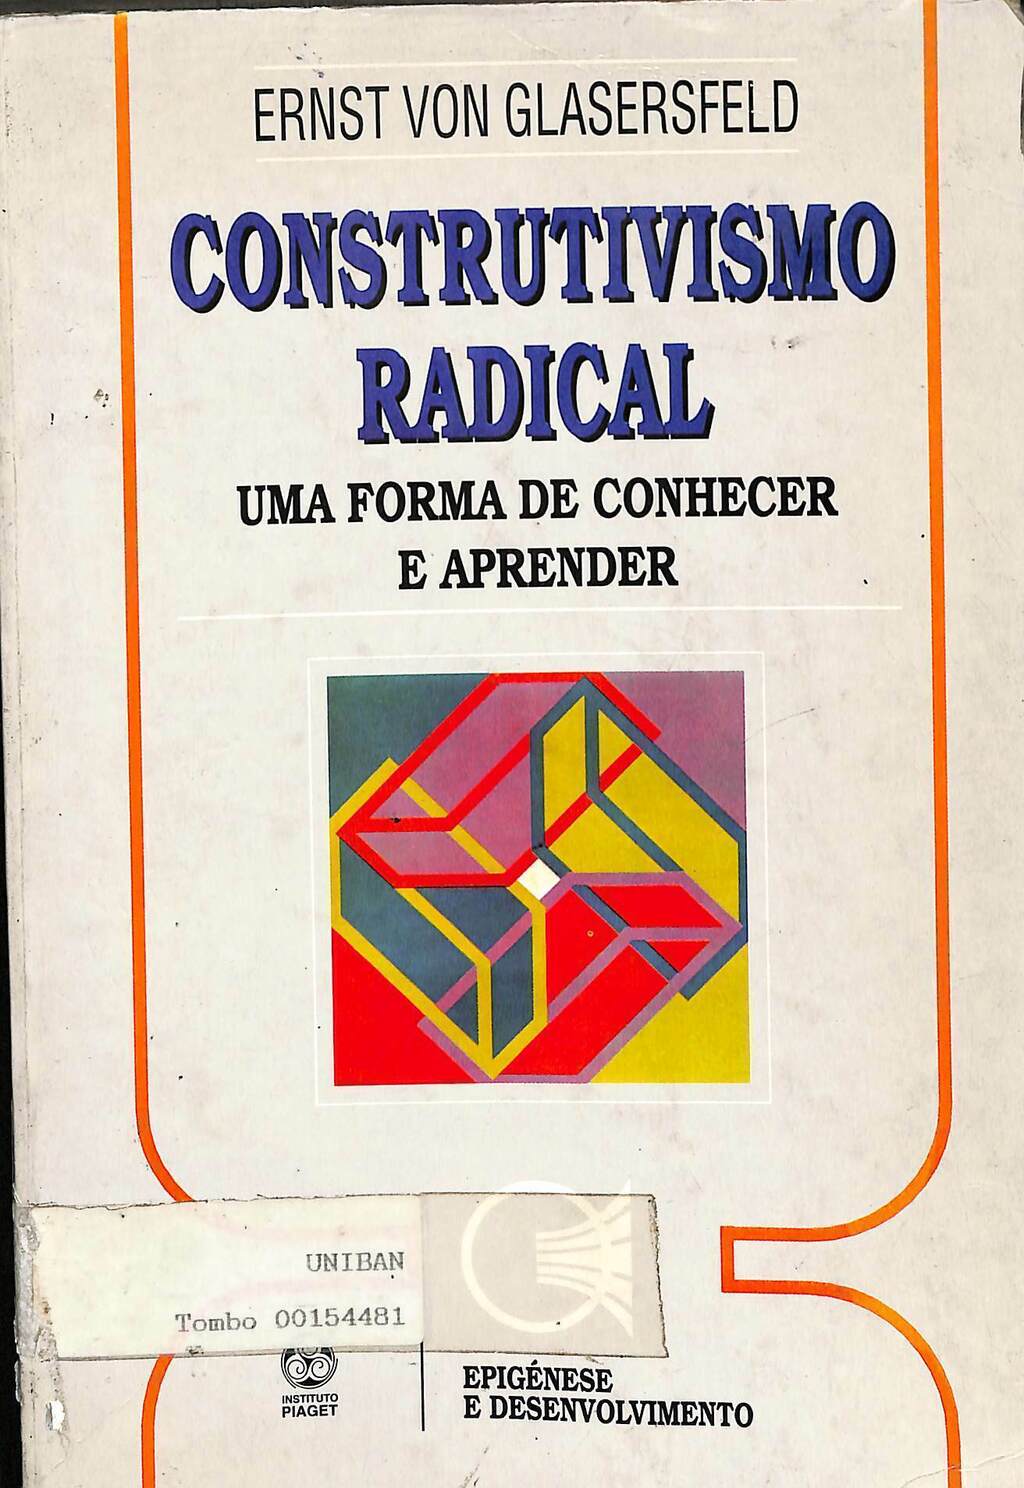 ERNST VON GLASERSFELD
CONSTRUTIVISMO
RADICAL
UMA FORMA DE CONHECER
E APRENDER
UNIBAN
Tombo 00154481
INSTITUTO
PIAGET
EPIGÉNESE
E DESENVOLVIMENTO